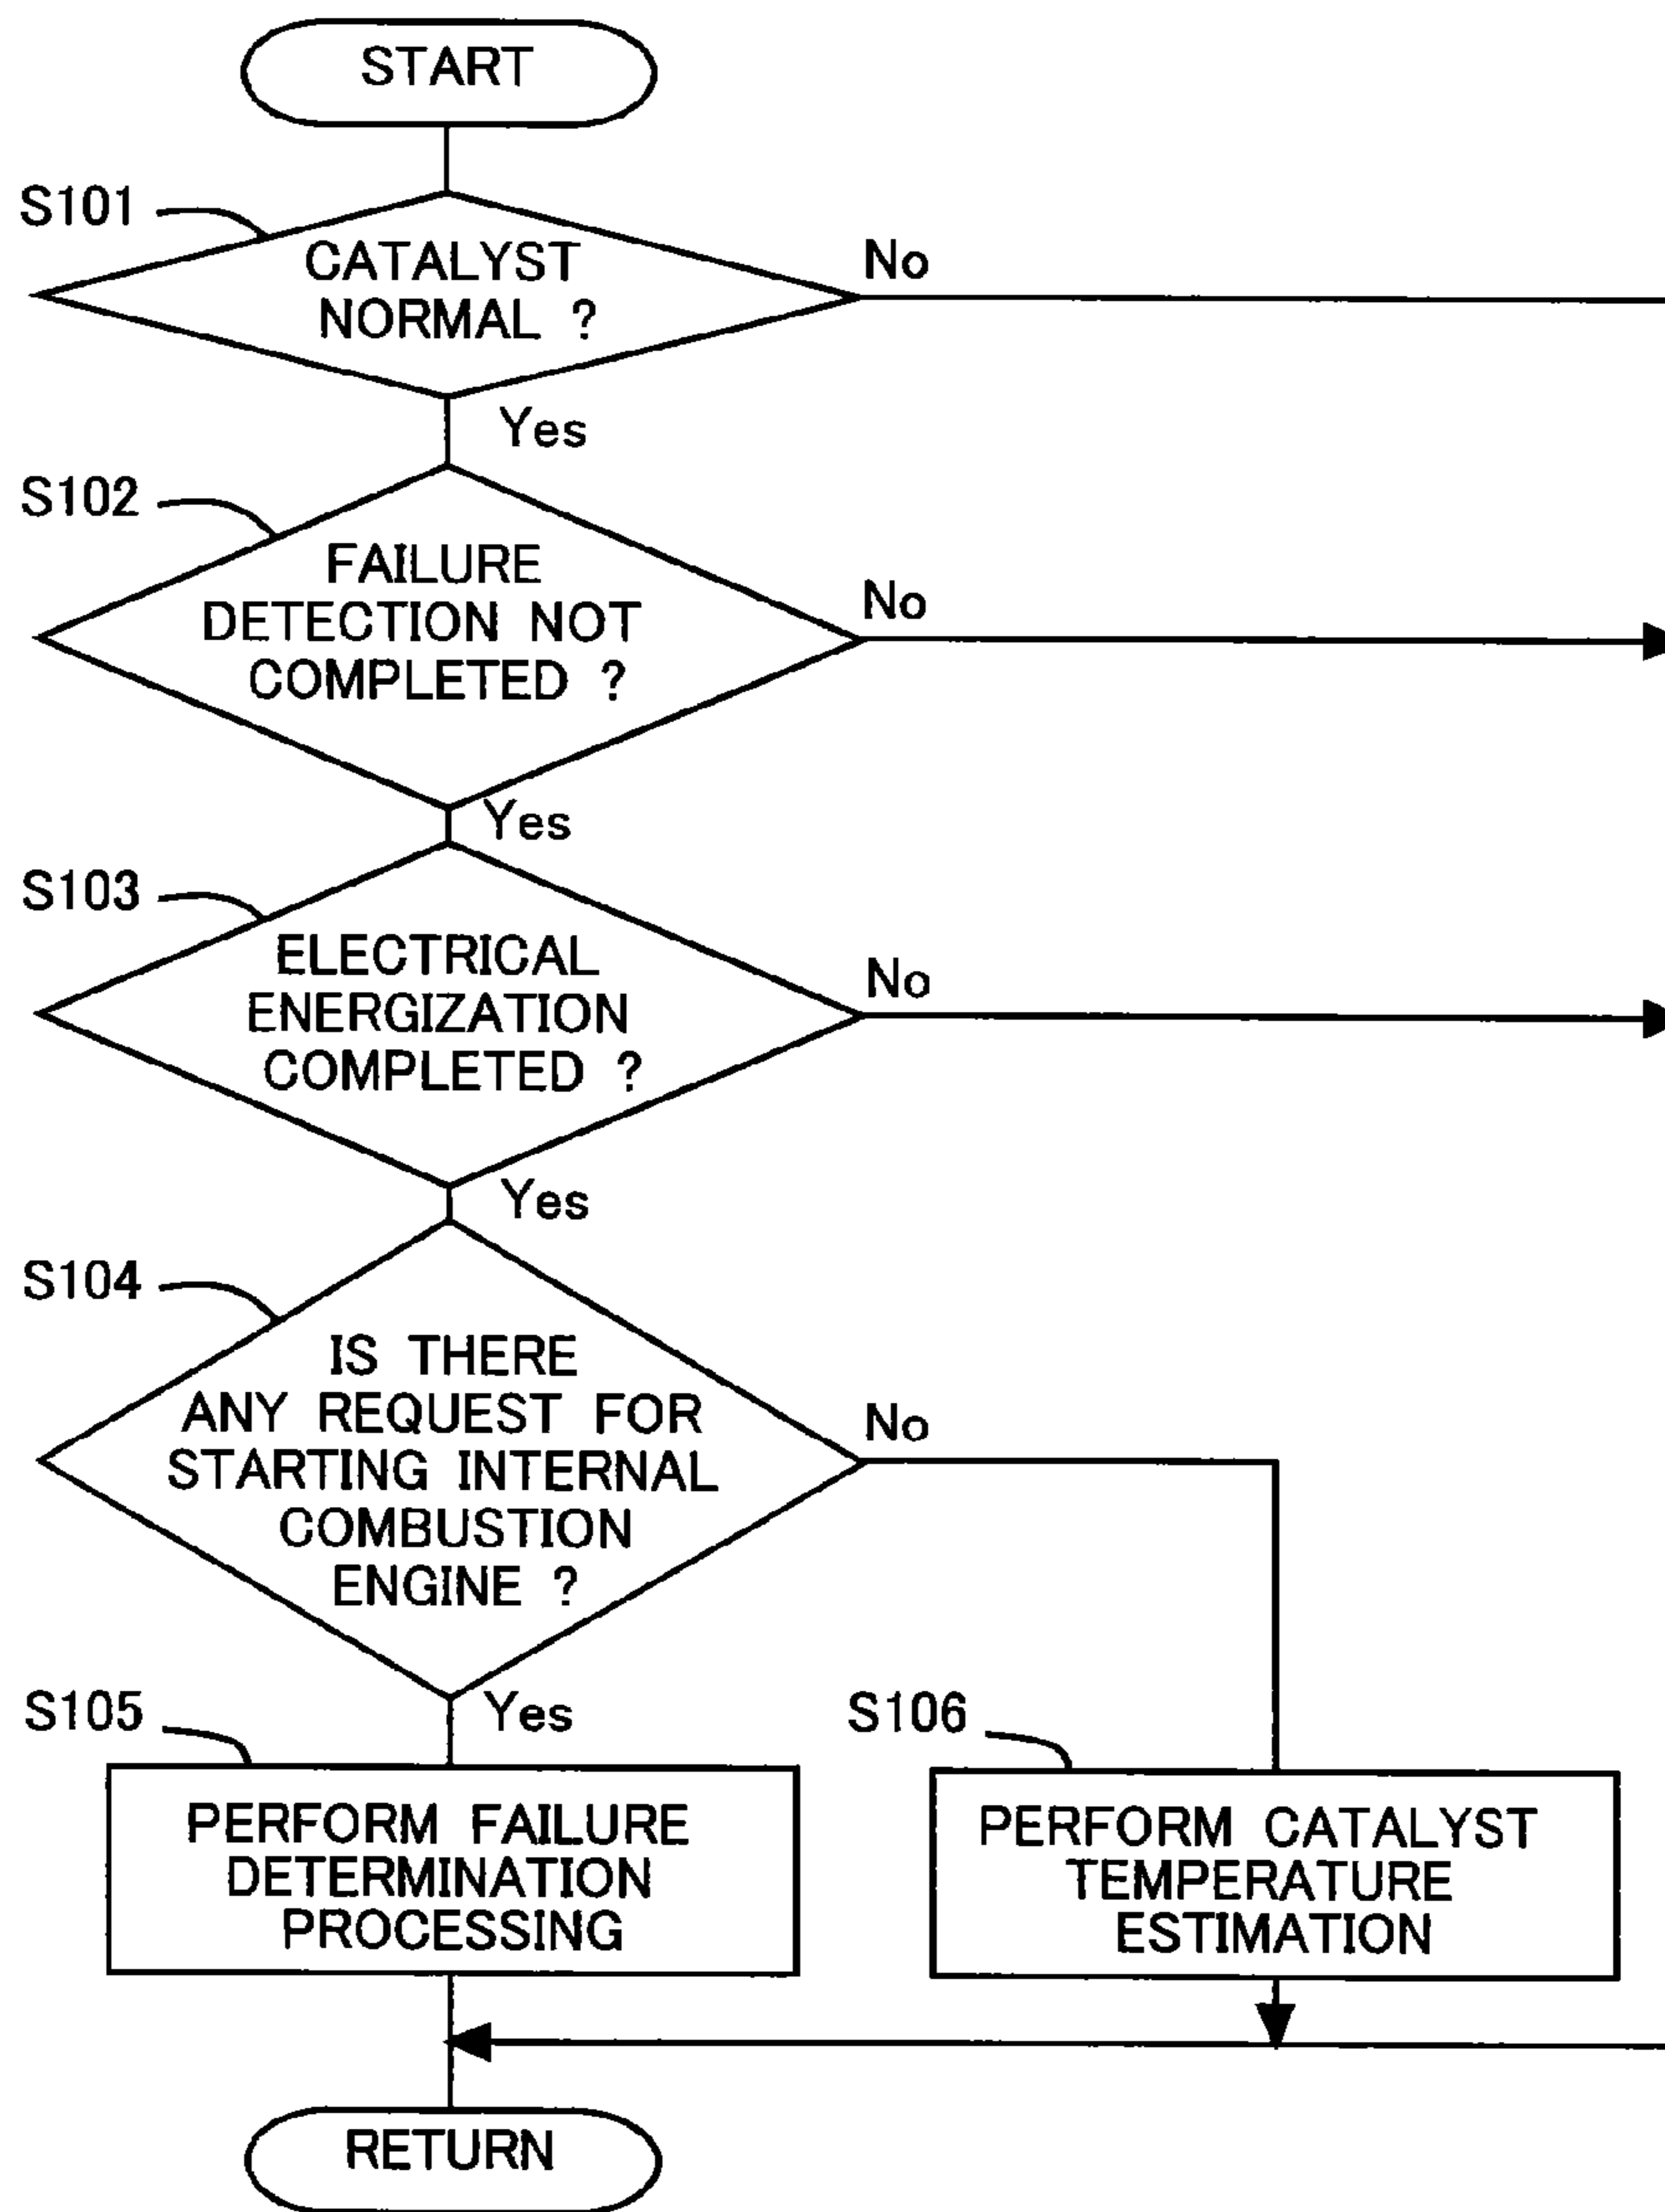 START
S101
CATALYST
NORMAL ?
No
Yes
S102
FAILURE
DETECTION NOT
COMPLETED ?
No
Yes
S103
ELECTRICAL
ENERGIZATION
COMPLETED ?
No
Yes
S104
IS THERE
ANY REQUEST FOR
STARTING INTERNAL
COMBUSTION
ENGINE ?
No
Yes
S105
PERFORM FAILURE
DETERMINATION
PROCESSING
S106
PERFORM CATALYST
TEMPERATURE
ESTIMATION
RETURN